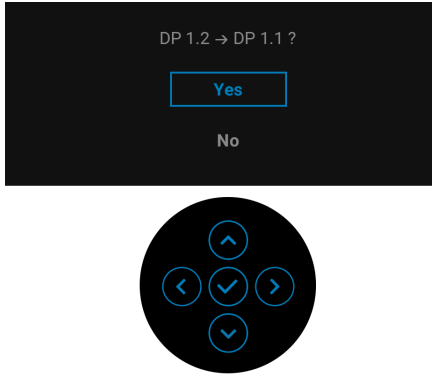 DP 1.2 → DP 1.1 ?
Yes
No